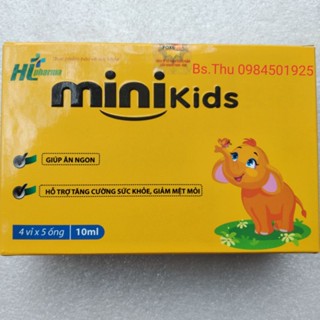 HL pharma
Bs.Thu 0984501925
mini Kids
GIÚP ĂN NGON
HỖ TRỢ TĂNG CƯỜNG SỨC KHỎE, GIẢM MỆT MỎI
4 vỉ x 5 ống | 10ml